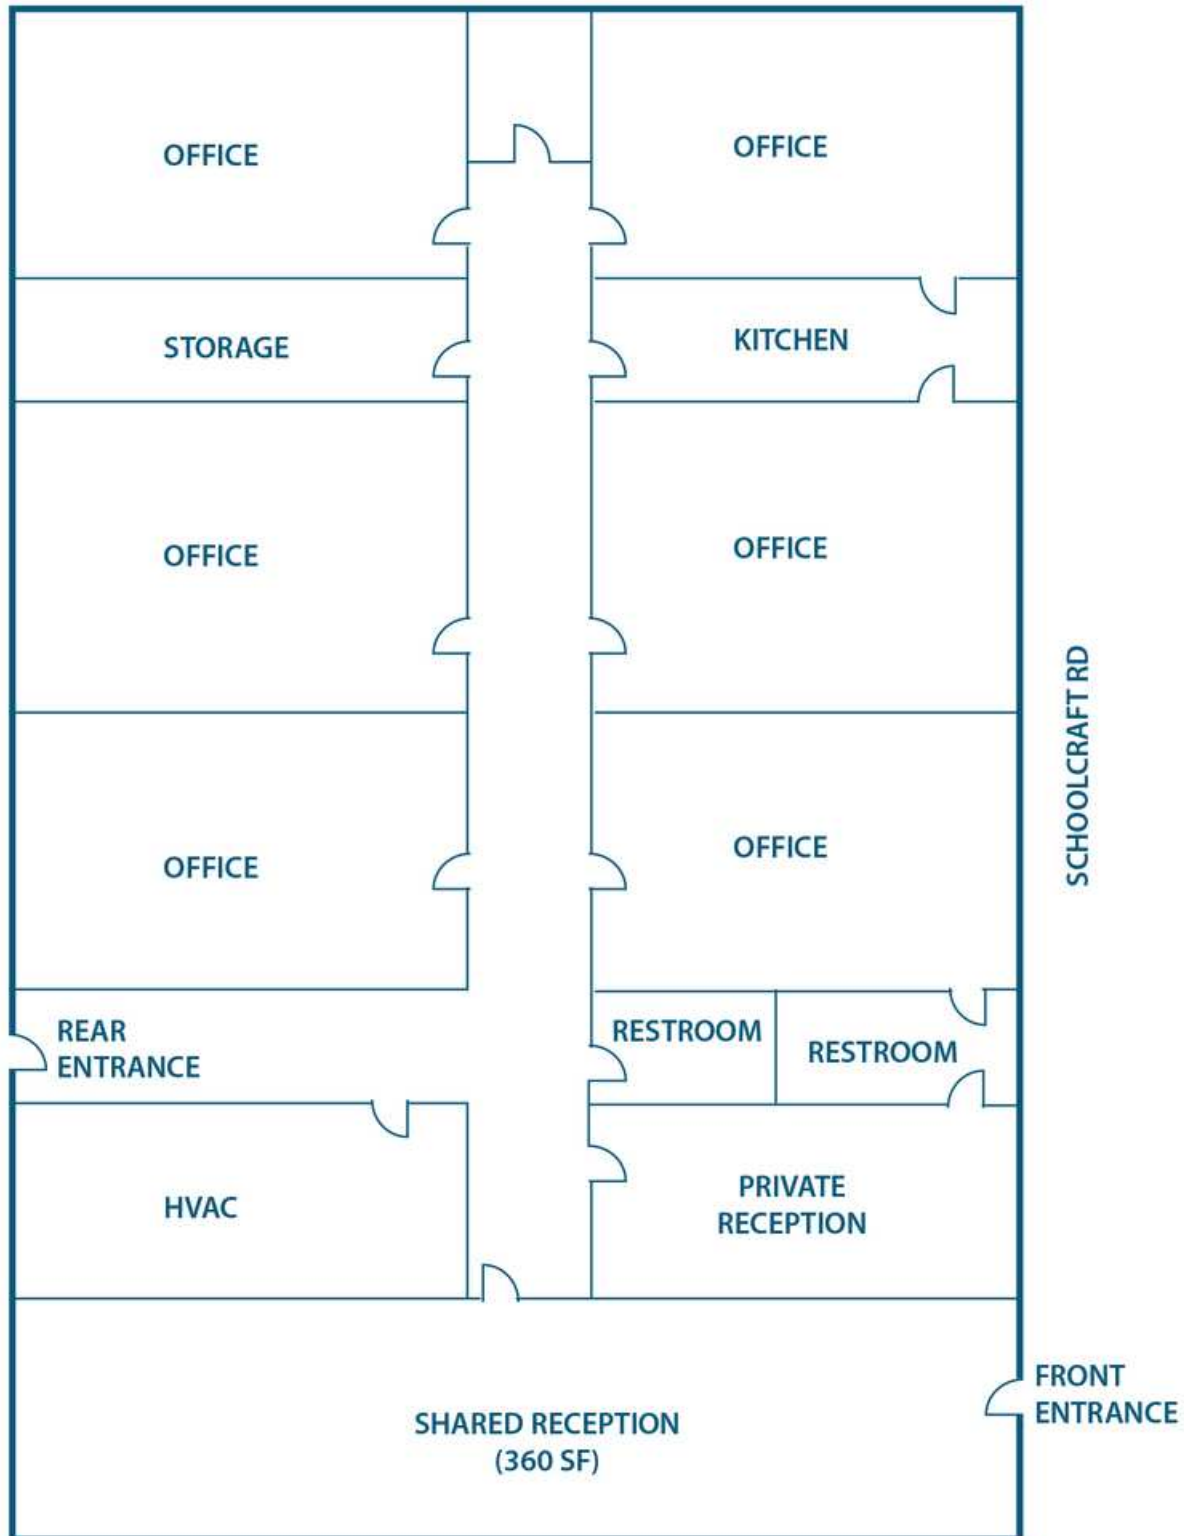 OFFICE
OFFICE
STORAGE
KITCHEN
OFFICE
OFFICE
SCHOOLCRAFT RD
OFFICE
OFFICE
REAR
ENTRANCE
RESTROOM
RESTROOM
HVAC
PRIVATE
RECEPTION
FRONT
ENTRANCE
SHARED RECEPTION
(360 SF)